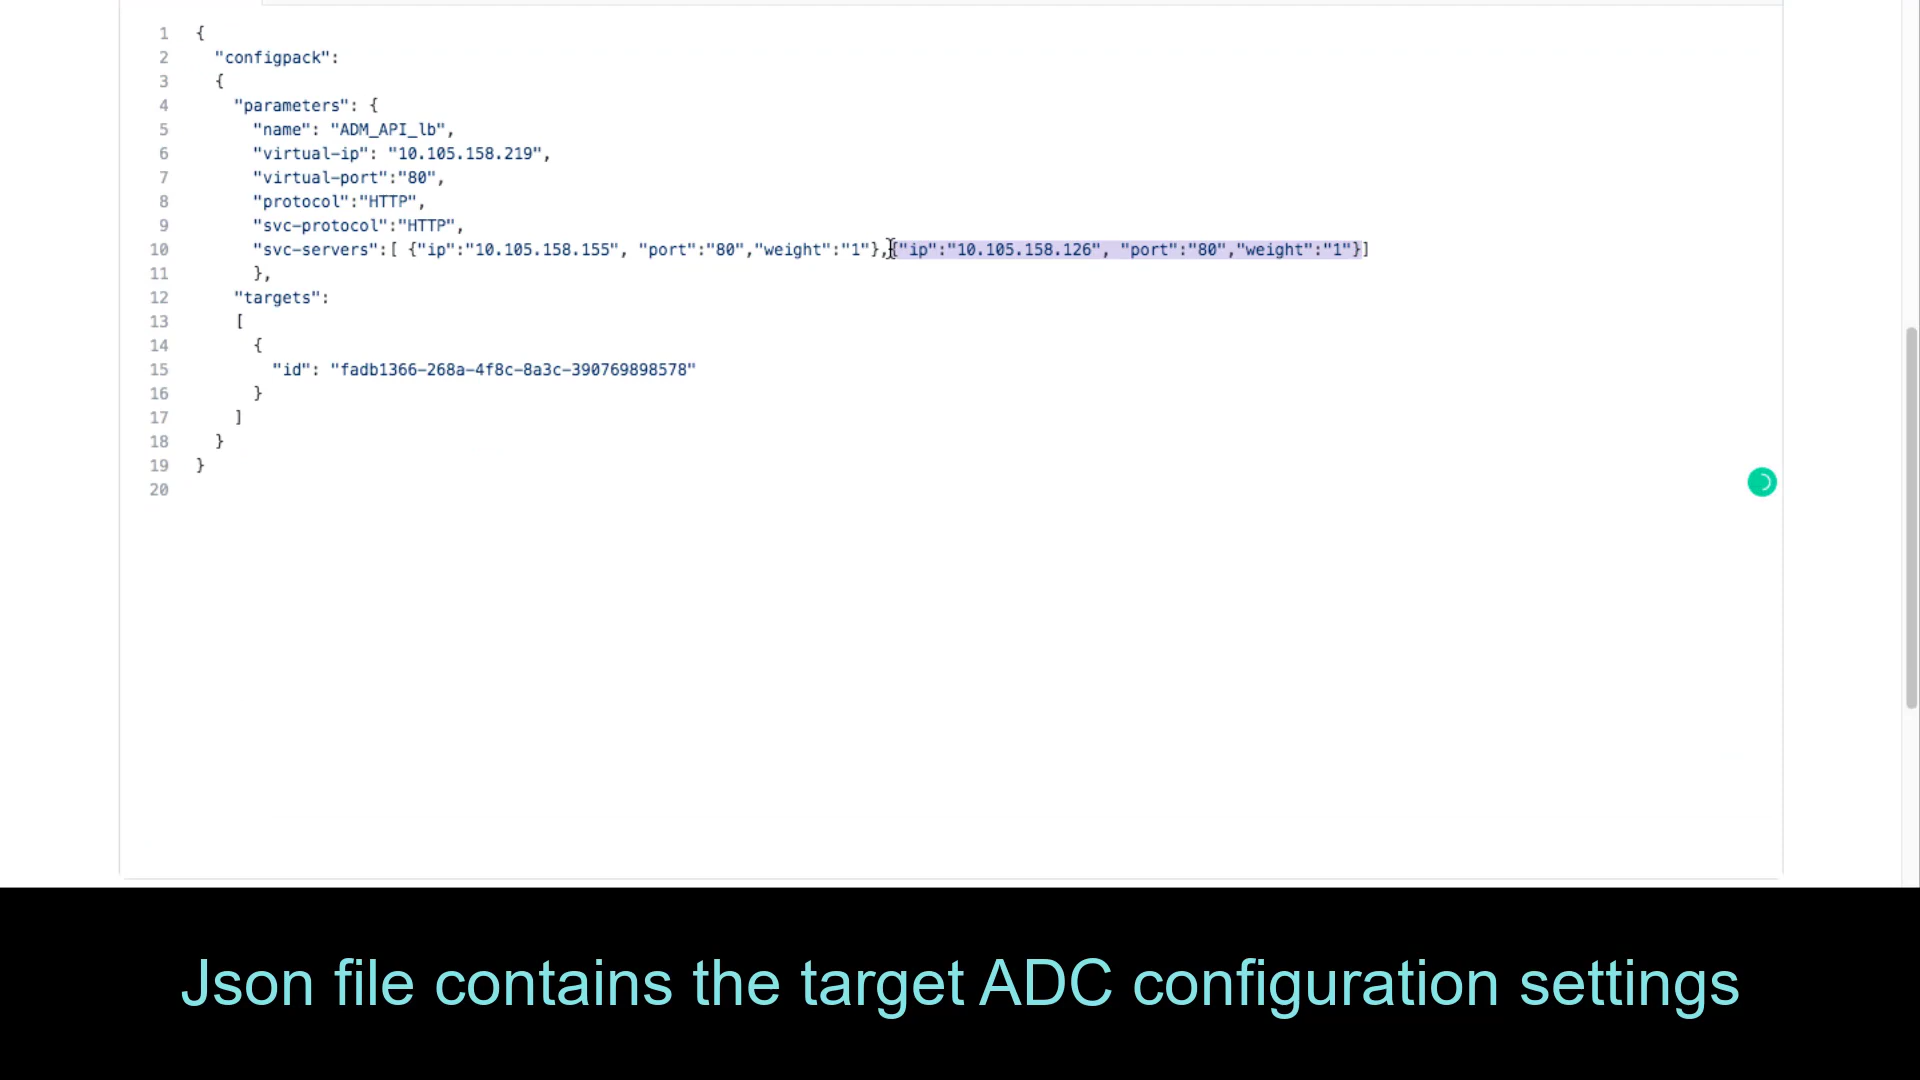 1 {
2 "configpack":
3 {
4 "parameters": {
5 "name": "ADM_API_lb",
6 "virtual-ip": "10.105.158.219",
7 "virtual-port":"80",
8 "protocol":"HTTP",
9 "svc-protocol":"HTTP",
10 "svc-servers":[ {"ip":"10.105.158.155", "port":"80","weight":"1"},{"ip":"10.105.158.126", "port":"80","weight":"1"}]
11 },
12 "targets":
13 [
14 {
15 "id": "fadb1366-268a-4f8c-8a3c-390769898578"
16 }
17 ]
18 }
19 }
20
Json file contains the target ADC configuration settings